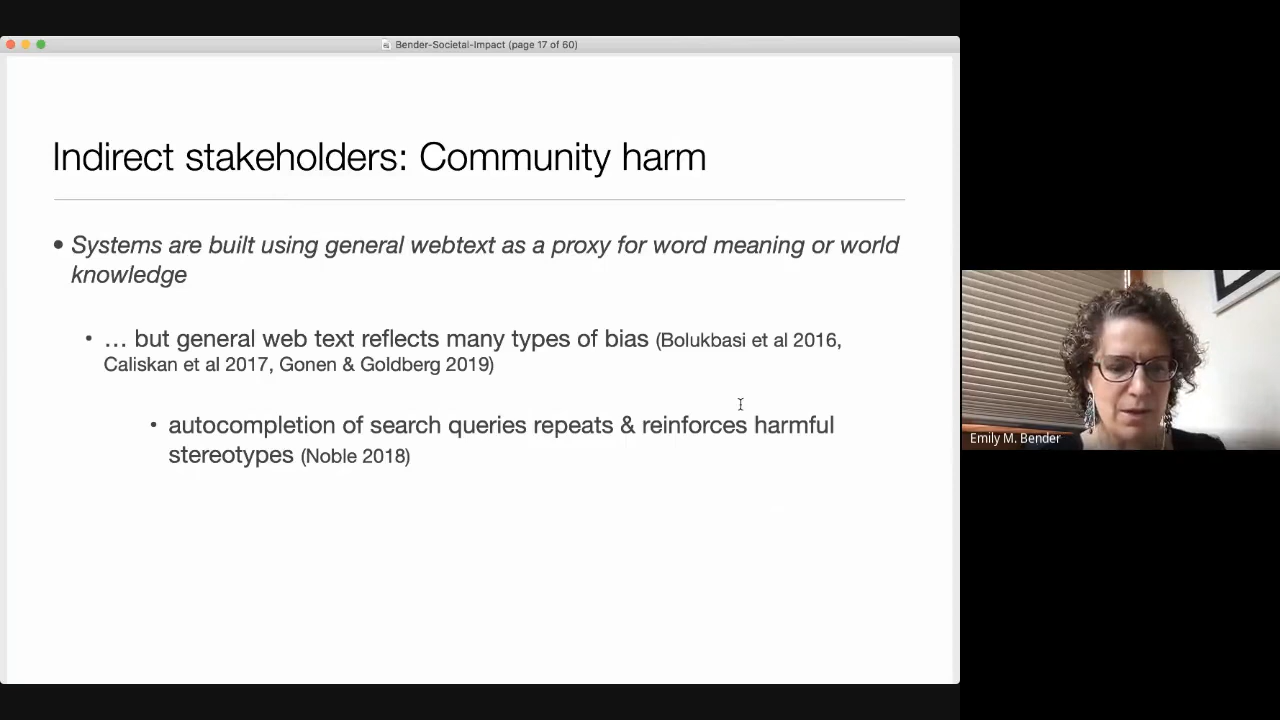 Bender-Societal-Impact (page 17 of 60)
Indirect stakeholders: Community harm
• Systems are built using general webtext as a proxy for word meaning or world
knowledge
• … but general web text reflects many types of bias (Bolukbasi et al 2016,
Caliskan et al 2017, Gonen & Goldberg 2019)
• autocompletion of search queries repeats & reinforces harmful
stereotypes (Noble 2018)
Emily M. Bender